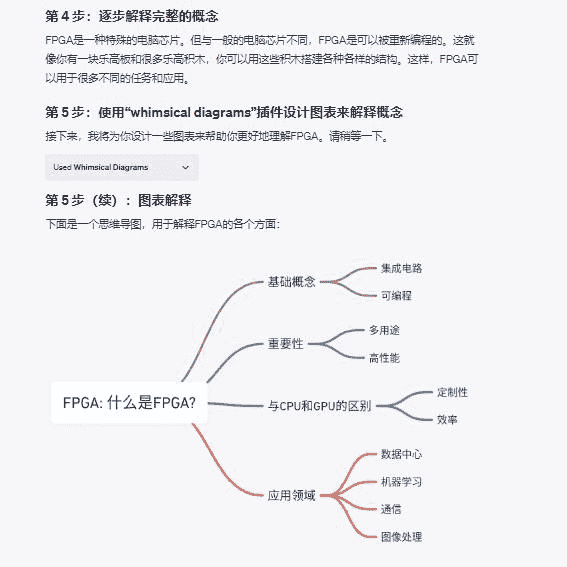 第 4 步：逐步解释完整的概念
FPGA是一种特殊的电脑芯片。但与一般的电脑芯片不同，FPGA是可以被重新编程的。这就
像你有一块乐高板和很多乐高积木，你可以用这些积木搭建各种各样的结构。这样，FPGA可
以用于很多不同的任务和应用。
第 5 步：使用“whimsical diagrams”插件设计图表来解释概念
接下来，我将为你设计一些图表来帮助你更好地理解FPGA。请稍等一下。
Used Whimsical Diagrams
第 5 步（续）：图表解释
下面是一个思维导图，用于解释FPGA的各个方面：
FPGA: 什么是FPGA?
基础概念
集成电路
可编程
重要性
多用途
高性能
与CPU和GPU的区别
定制性
效率
应用领域
数据中心
机器学习
通信
图像处理